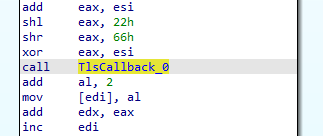 add eax, esi
shl eax, 22h
shr eax, 66h
xor eax, esi
call TlsCallback_0
add al, 2
mov [edi], al
add edx, eax
inc edi